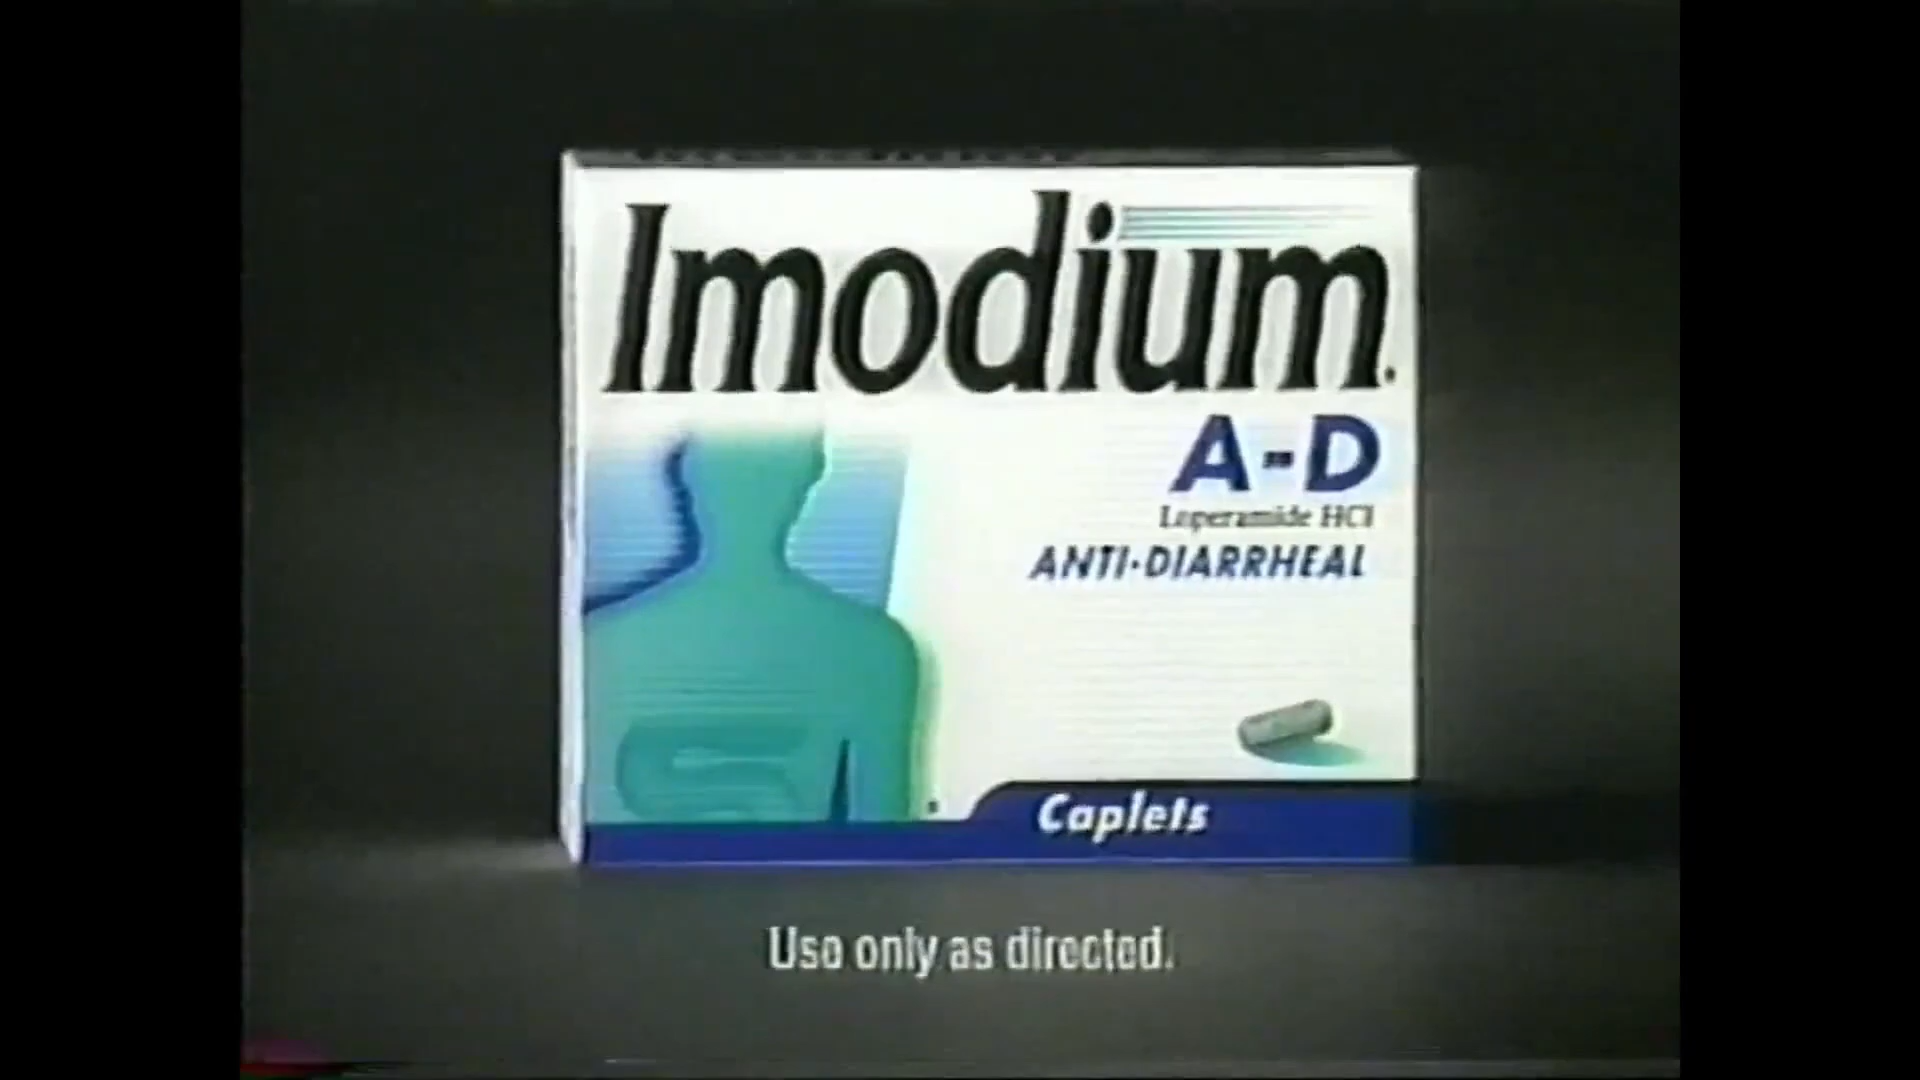 Imodium
A-D
Loperamide HCl
ANTI-DIARRHEAL
Caplets
Use only as directed.